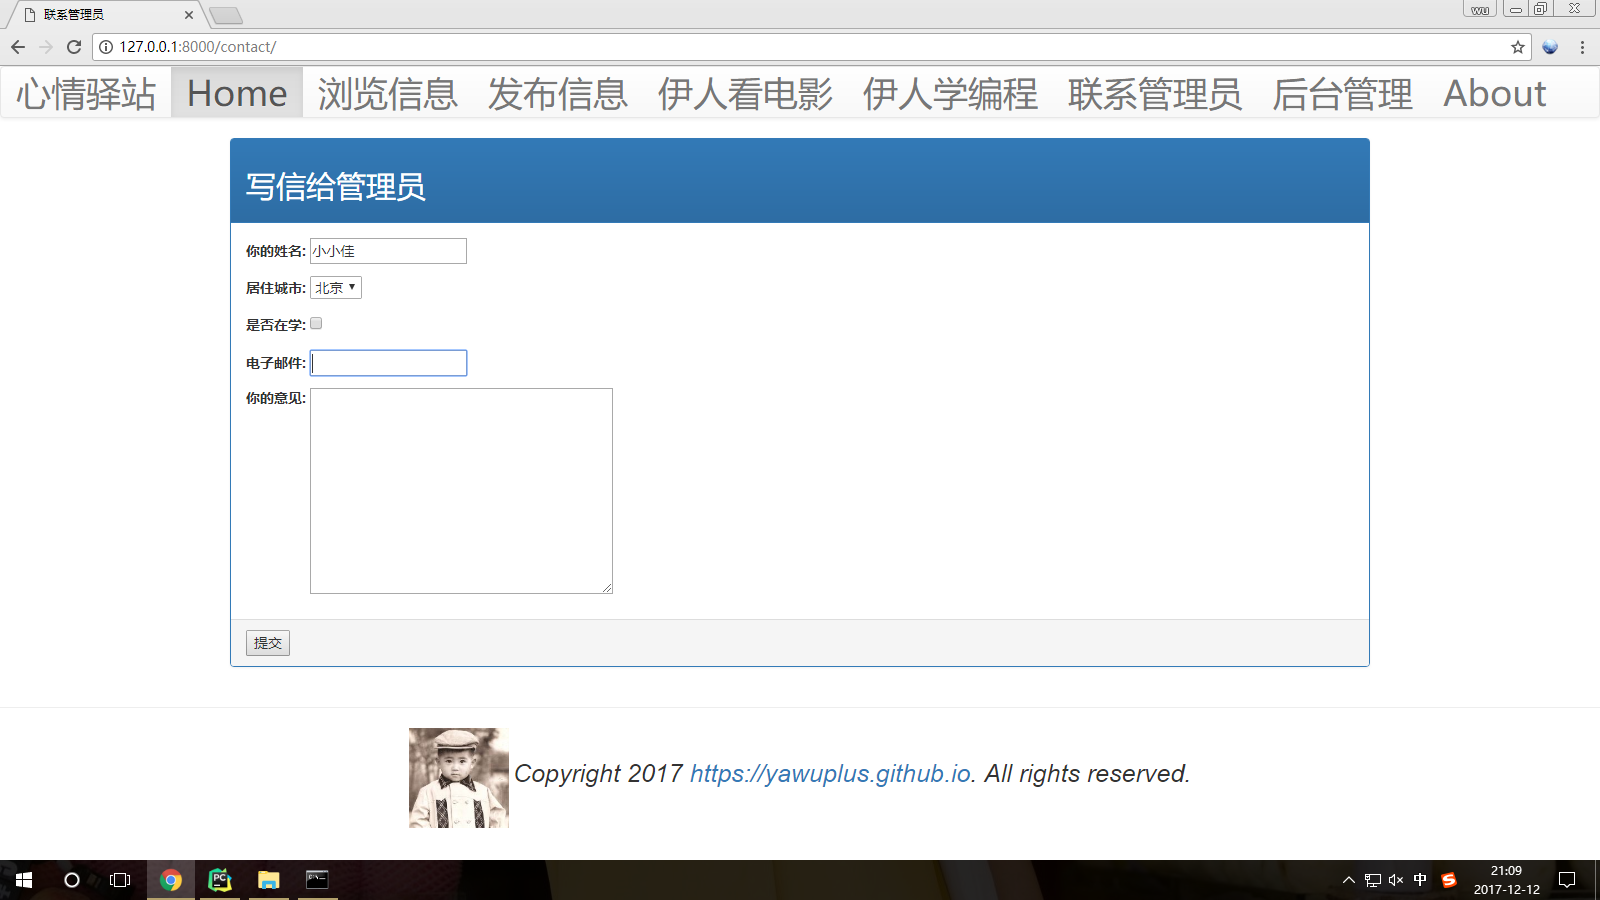 联系管理员
wu
127.0.0.1:8000/contact/
心情驿站 Home 浏览信息 发布信息 伊人看电影 伊人学编程 联系管理员 后台管理 About
写信给管理员
你的姓名: 小小佳
居住城市: 北京
是否在学:
电子邮件:
你的意见:
提交
Copyright 2017 https://yawuplus.github.io. All rights reserved.
中
21:09
2017-12-12